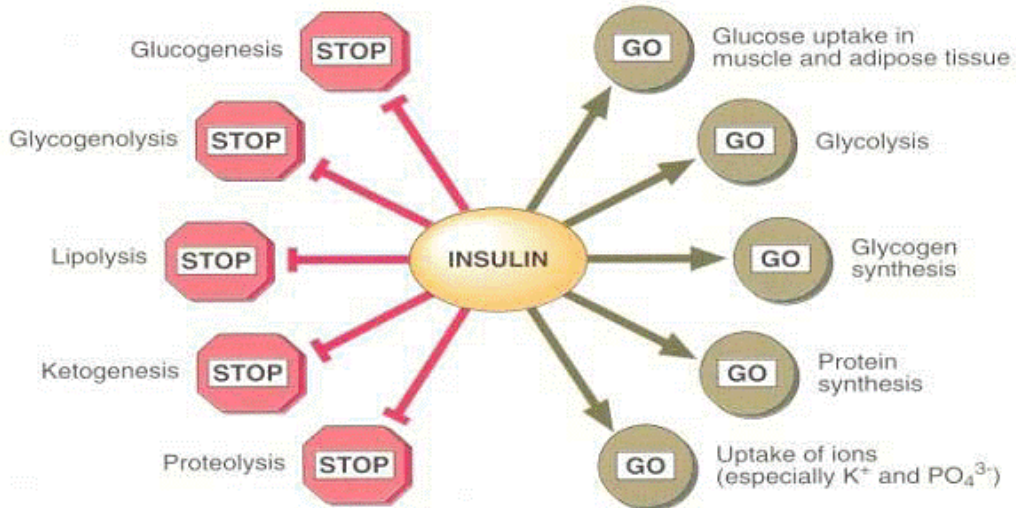 Glucogenesis
STOP
GO
Glucose uptake in
muscle and adipose tissue
Glycogenolysis
STOP
GO
Glycolysis
Lipolysis
STOP
INSULIN
GO
Glycogen
synthesis
Ketogenesis
STOP
GO
Protein
synthesis
Proteolysis
STOP
GO
Uptake of ions
(especially K⁺ and PO₄³⁻)